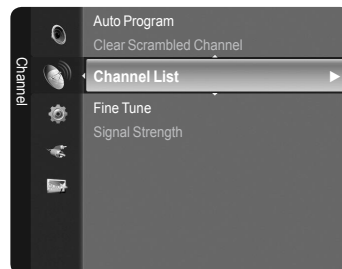 Channel
Auto Program
Clear Scrambled Channel
Channel List
Fine Tune
Signal Strength